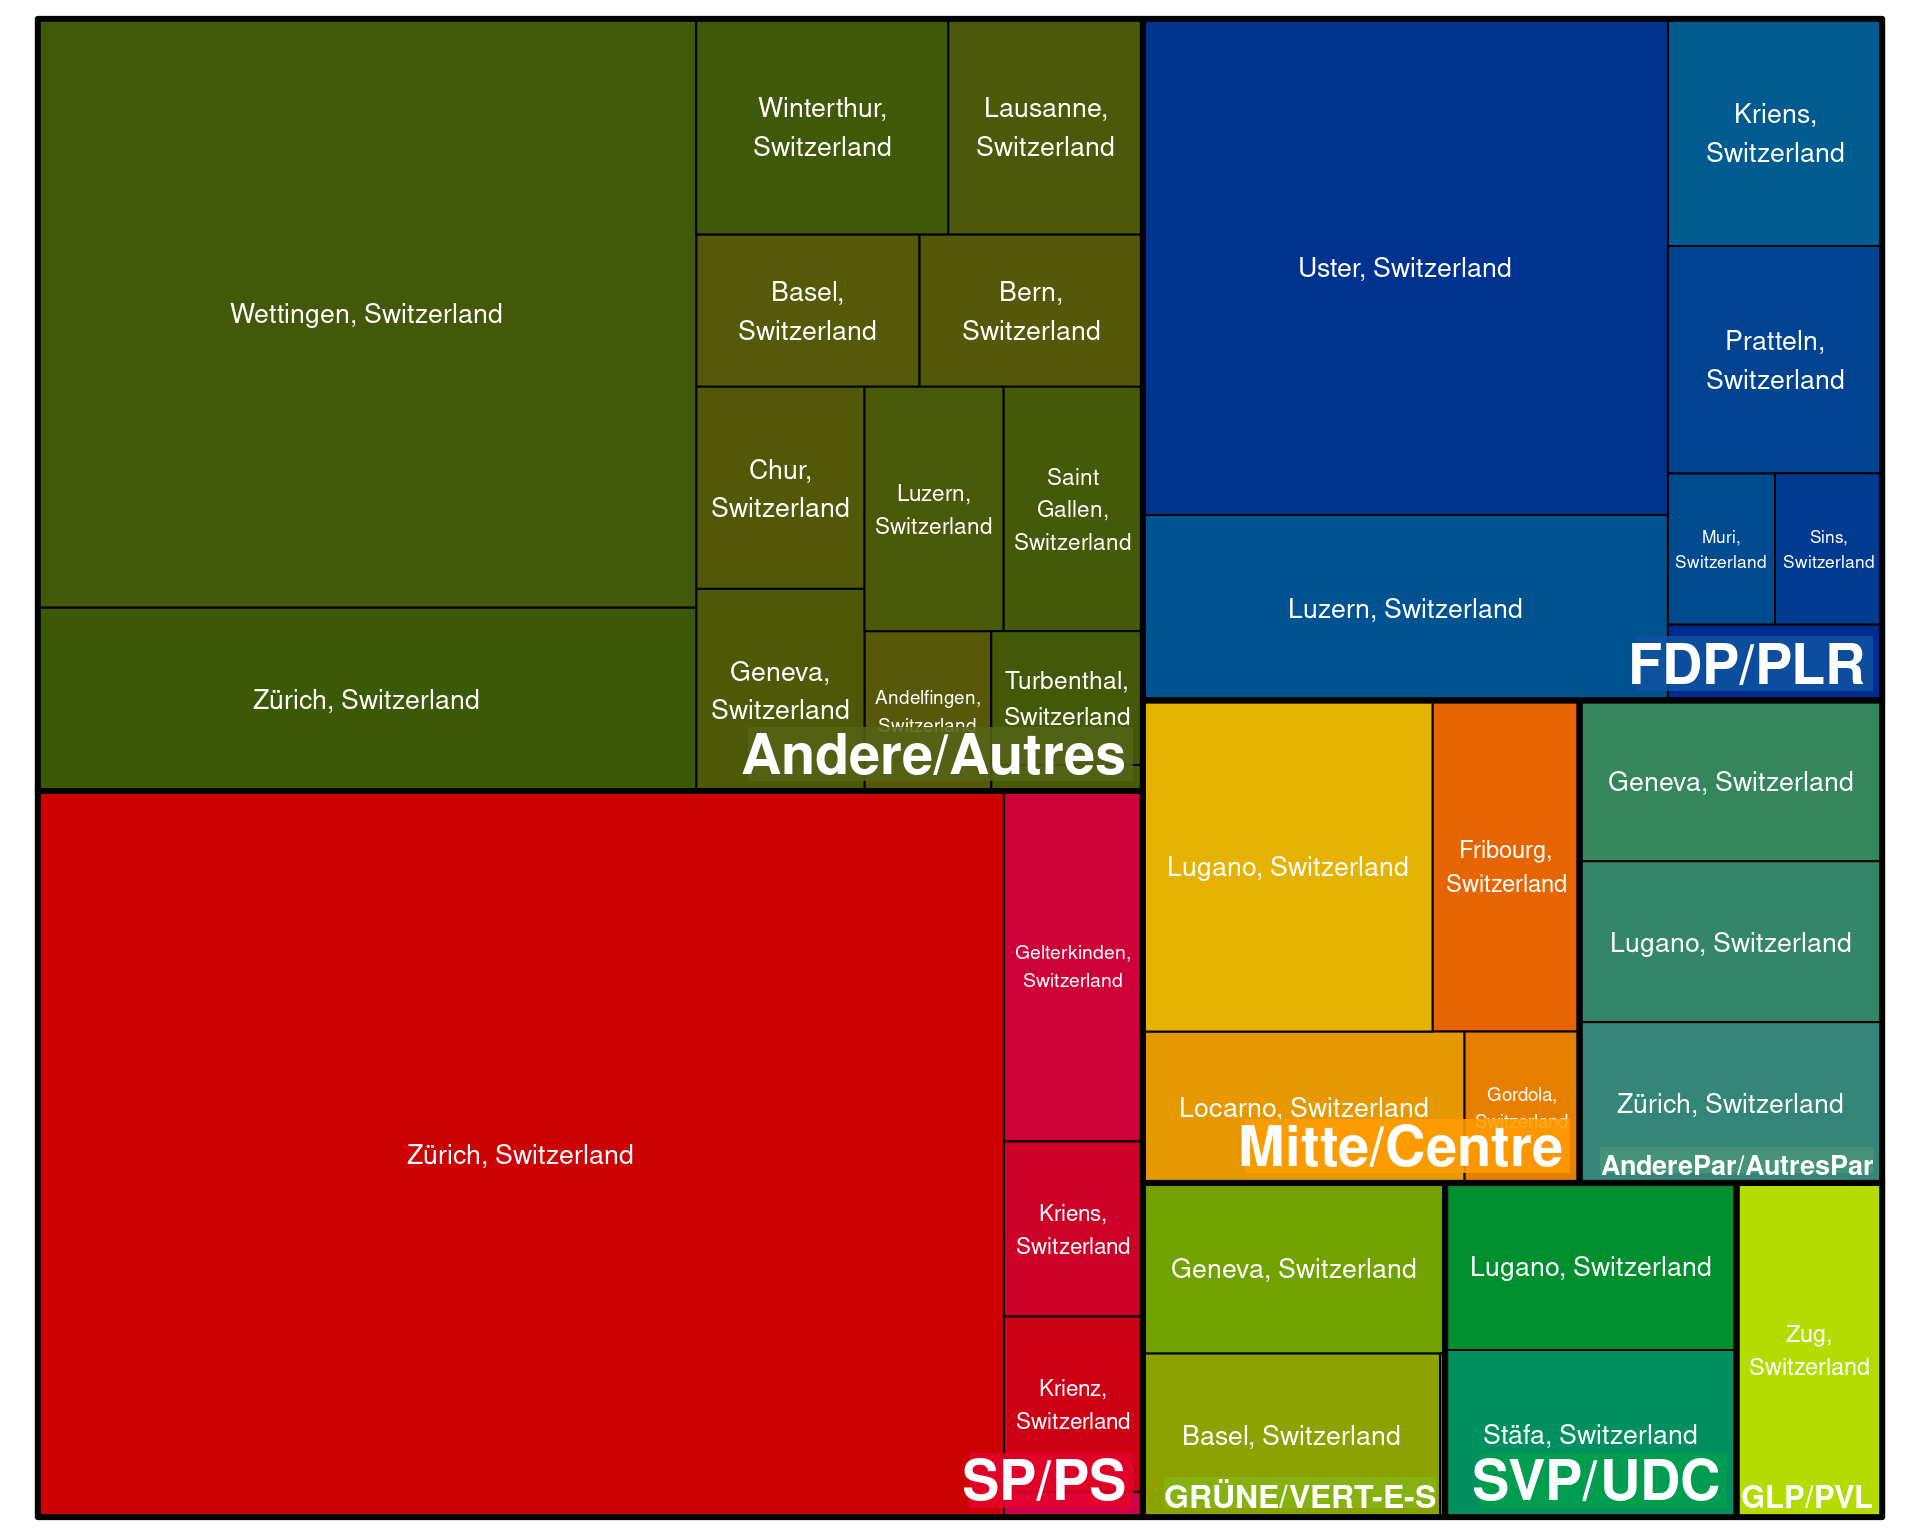 Wettingen, Switzerland
Zürich, Switzerland
Winterthur,
Switzerland
Lausanne,
Switzerland
Basel,
Switzerland
Bern,
Switzerland
Chur,
Switzerland
Luzern,
Switzerland
Saint
Gallen,
Switzerland
Geneva,
Switzerland
Andelfingen,
Switzerland
Turbenthal,
Switzerland
Andere/Autres
Zürich, Switzerland
Gelterkinden,
Switzerland
Kriens,
Switzerland
Krienz,
Switzerland
SP/PS
Uster, Switzerland
Luzern, Switzerland
Kriens,
Switzerland
Pratteln,
Switzerland
Muri,
Switzerland
Sins,
Switzerland
FDP/PLR
Lugano, Switzerland
Fribourg,
Switzerland
Locarno, Switzerland
Gordola,
Switzerland
Mitte/Centre
Geneva, Switzerland
Lugano, Switzerland
Zürich, Switzerland
AnderePar/AutresPar
Geneva, Switzerland
Basel, Switzerland
GRÜNE/VERT-E-S
Lugano, Switzerland
Stäfa, Switzerland
SVP/UDC
Zug,
Switzerland
GLP/PVL